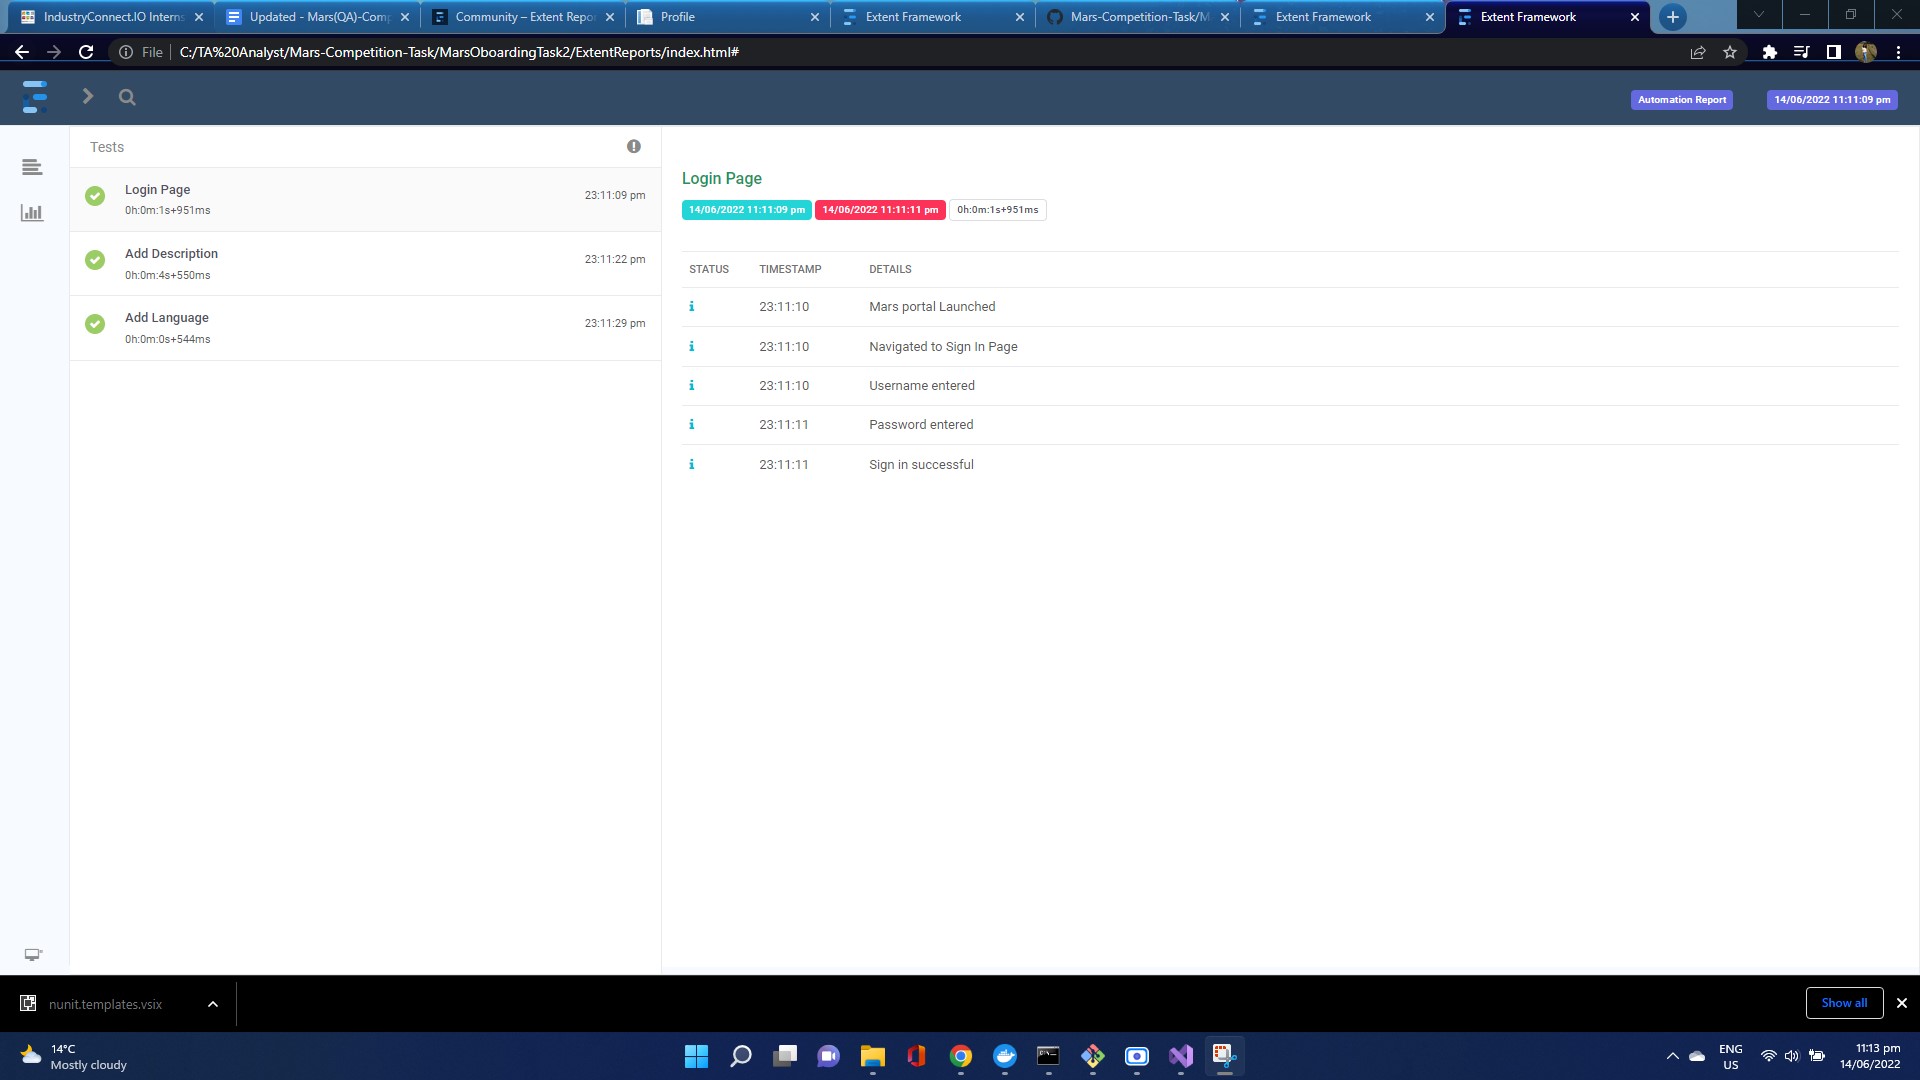 IndustryConnect.IO Interns
Updated - Mars(QA)-Comp
Community – Extent Repor
Profile
Extent Framework
Mars-Competition-Task/M
Extent Framework
Extent Framework
File
C:/TA%20Analyst/Mars-Competition-Task/MarsOboardingTask2/ExtentReports/index.html#
Automation Report
14/06/2022 11:11:09 pm
Tests
Login Page
23:11:09 pm
0h:0m:1s+951ms
Add Description
23:11:22 pm
0h:0m:4s+550ms
Add Language
23:11:29 pm
0h:0m:0s+544ms
Login Page
14/06/2022 11:11:09 pm 14/06/2022 11:11:11 pm 0h:0m:1s+951ms
STATUS TIMESTAMP DETAILS
23:11:10 Mars portal Launched
23:11:10 Navigated to Sign In Page
23:11:10 Username entered
23:11:11 Password entered
23:11:11 Sign in successful
nunit.templates.vsix
Show all
14°C
Mostly cloudy
ENG
US
11:13 pm
14/06/2022